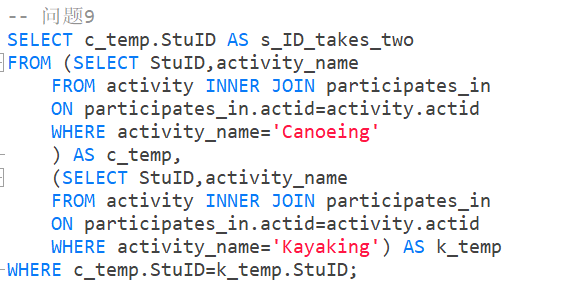 -- 问题9
SELECT c_temp.StuID AS s_ID_takes_two
FROM (SELECT StuID,activity_name
    FROM activity INNER JOIN participates_in
    ON participates_in.actid=activity.actid
    WHERE activity_name='Canoeing'
    ) AS c_temp,
    (SELECT StuID,activity_name
    FROM activity INNER JOIN participates_in
    ON participates_in.actid=activity.actid
    WHERE activity_name='Kayaking') AS k_temp
WHERE c_temp.StuID=k_temp.StuID;